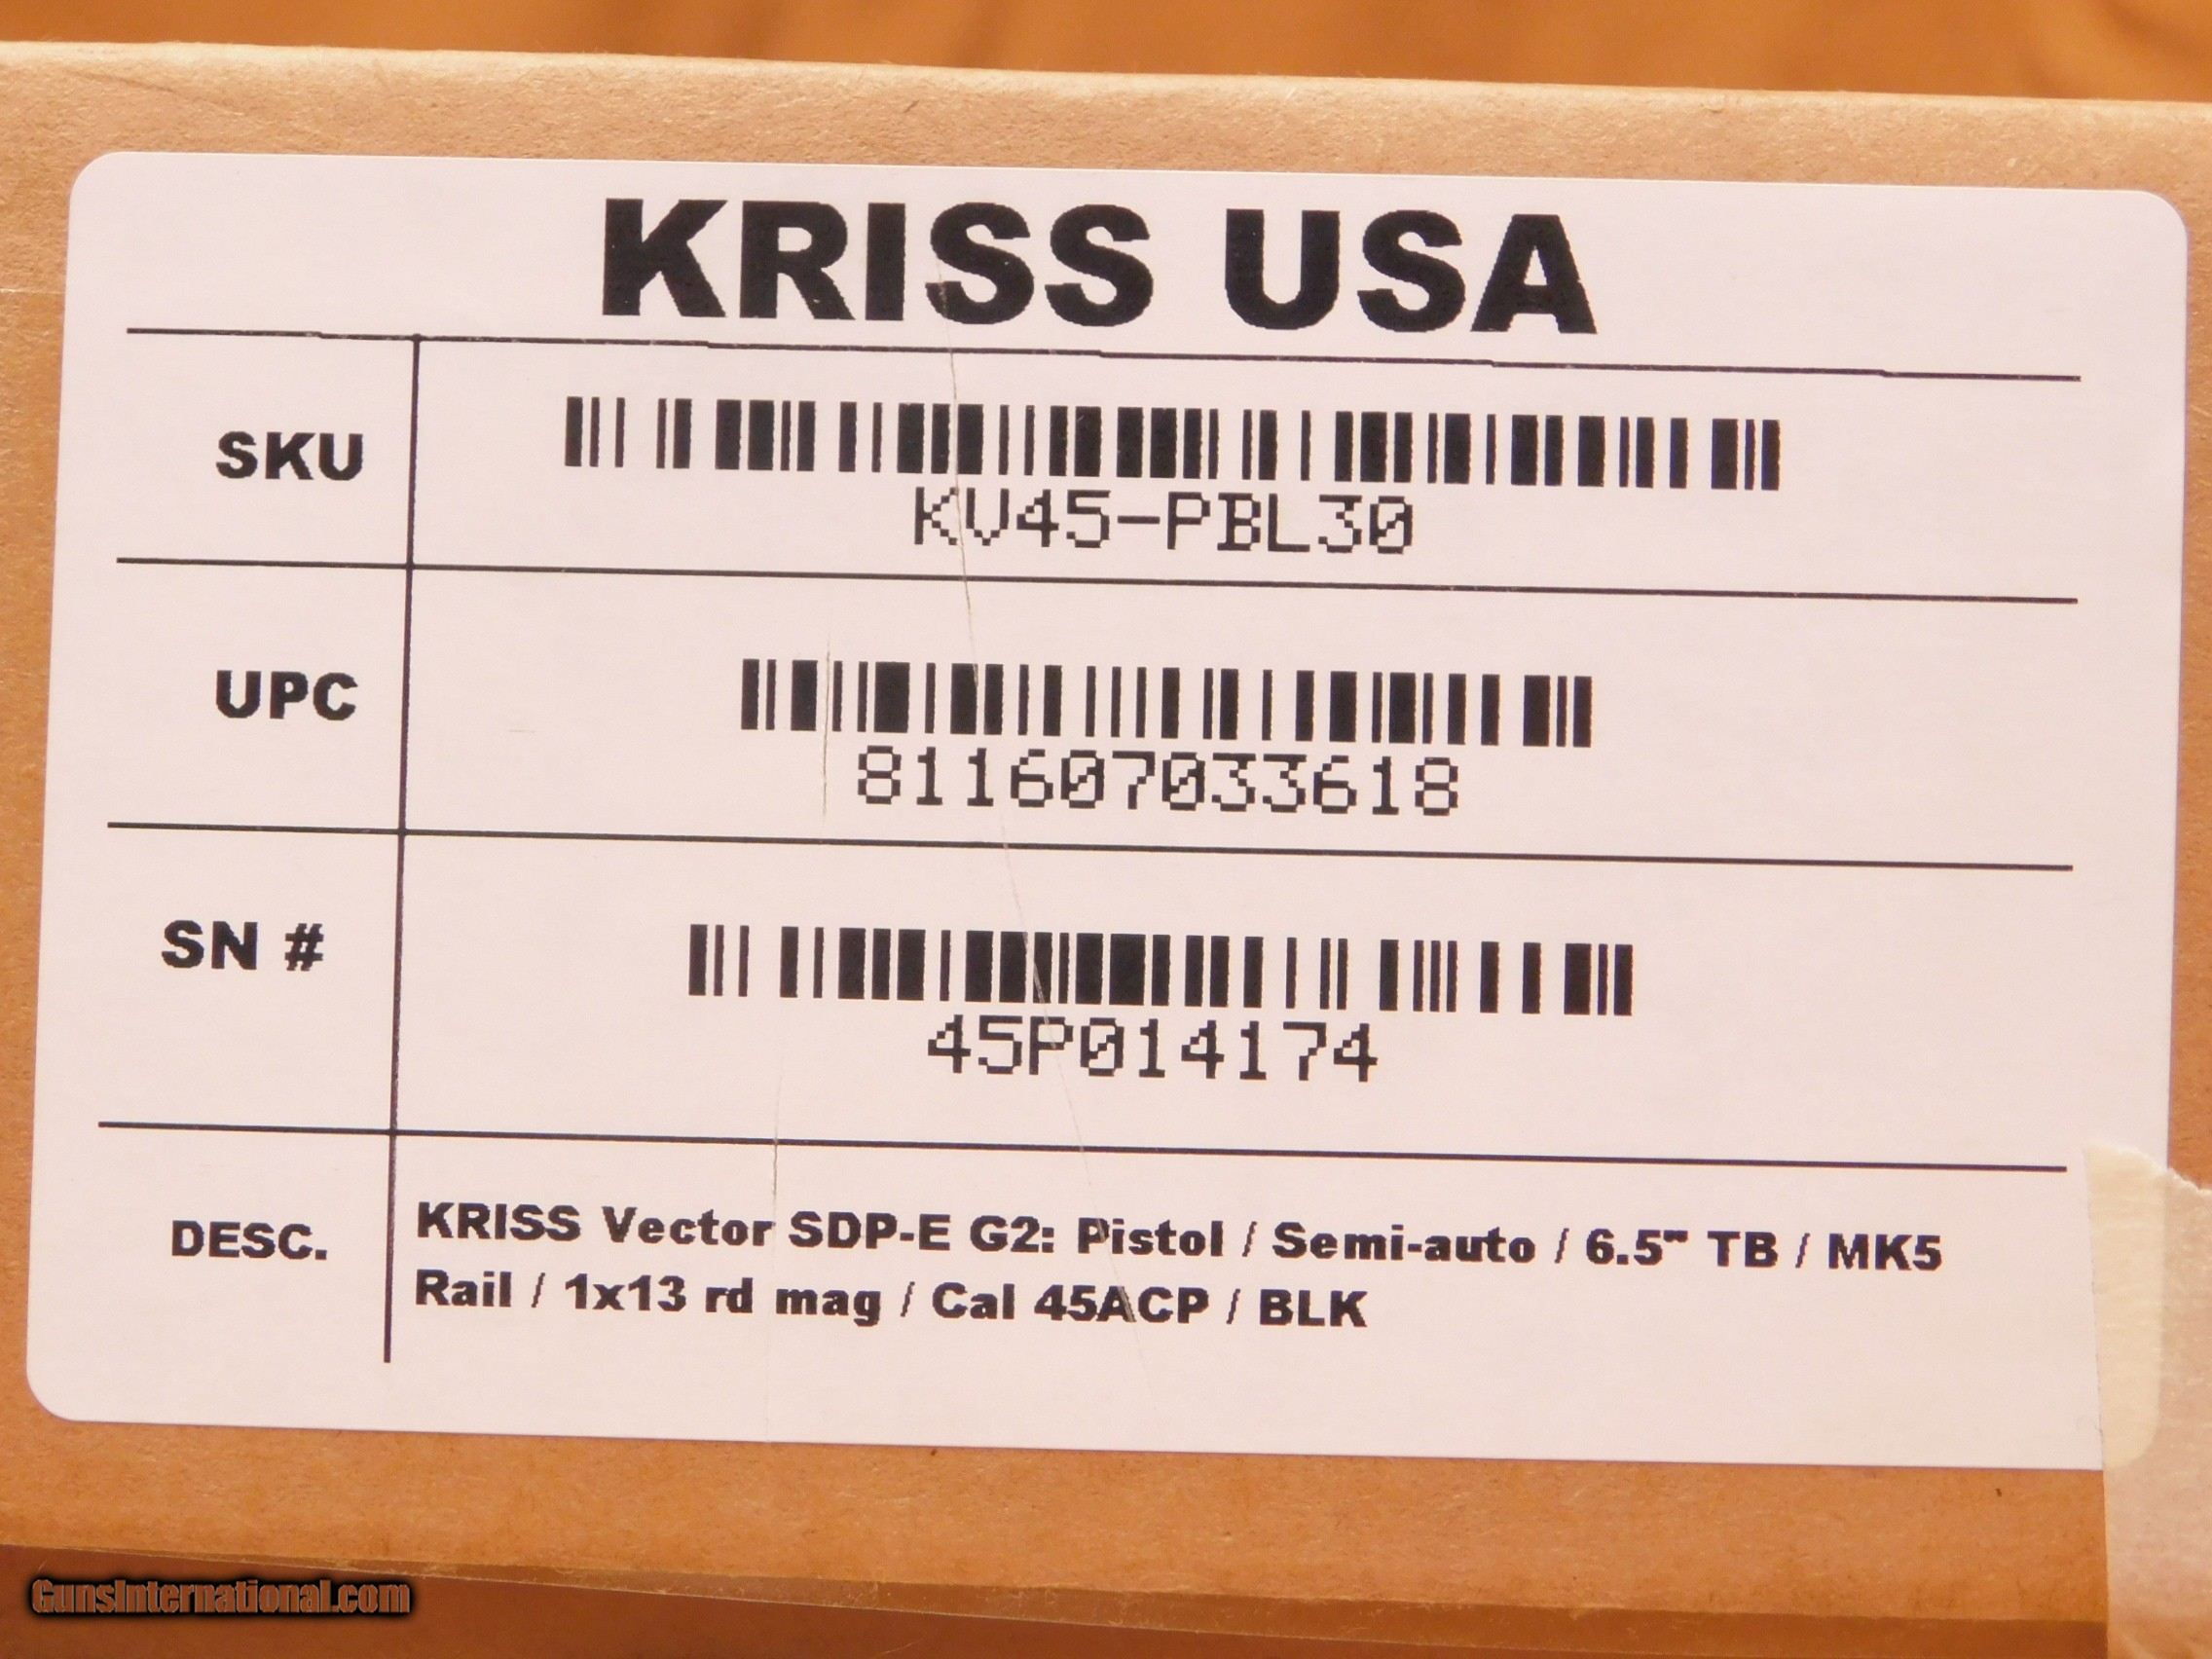 KRISS USA
SKU
KV45-PBL30
UPC
811607033618
SN #
45P014174
DESC.
KRISS Vector SDP-E G2: Pistol / Semi-auto / 6.5" TB / MK5
Rail / 1x13 rd mag / Cal 45ACP / BLK
GunsInternational.com